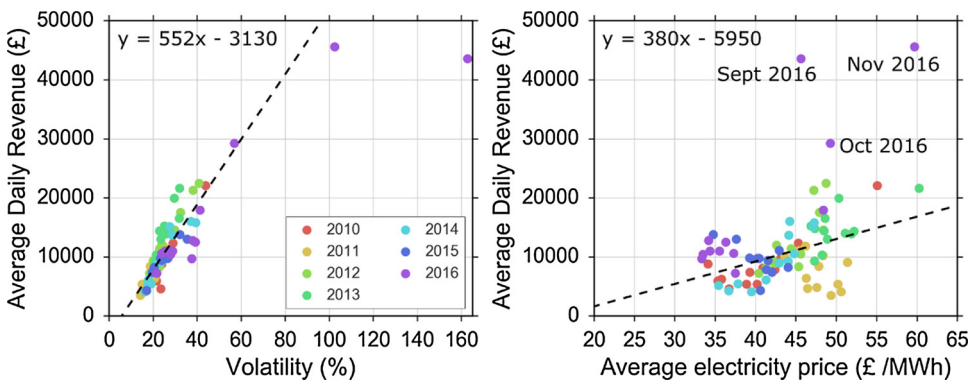 y = 552x - 3130
Average Daily Revenue (£)
50000
40000
30000
20000
10000
0
0 20 40 60 80 100 120 140 160
Volatility (%)
2010 2014
2011 2015
2012 2016
2013
y = 380x - 5950
Average Daily Revenue (£)
50000
40000
30000
20000
10000
0
Sept 2016
Nov 2016
Oct 2016
20 25 30 35 40 45 50 55 60 65
Average electricity price (£ /MWh)